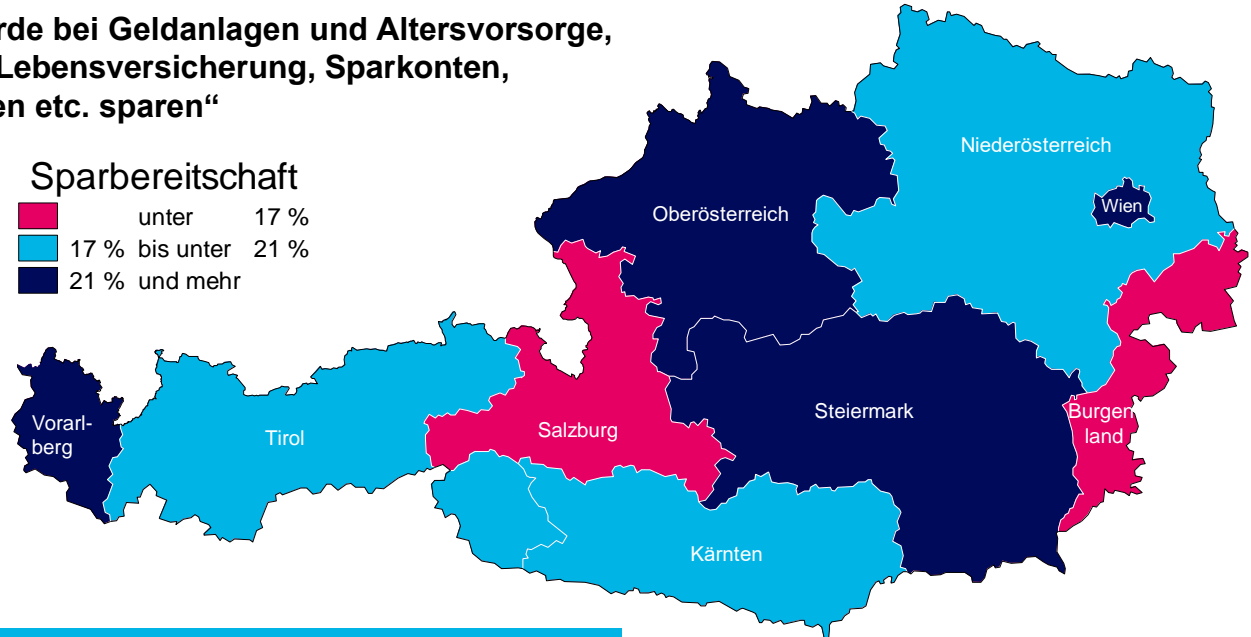 rde bei Geldanlagen und Altersvorsorge,
Lebensversicherung, Sparkonten,
en etc. sparen“
Sparbereitschaft
unter 17 %
17 % bis unter 21 %
21 % und mehr
Niederösterreich
Wien
Oberösterreich
Steiermark
Burgen
land
Salzburg
Tirol
Vorarl-
berg
Kärnten